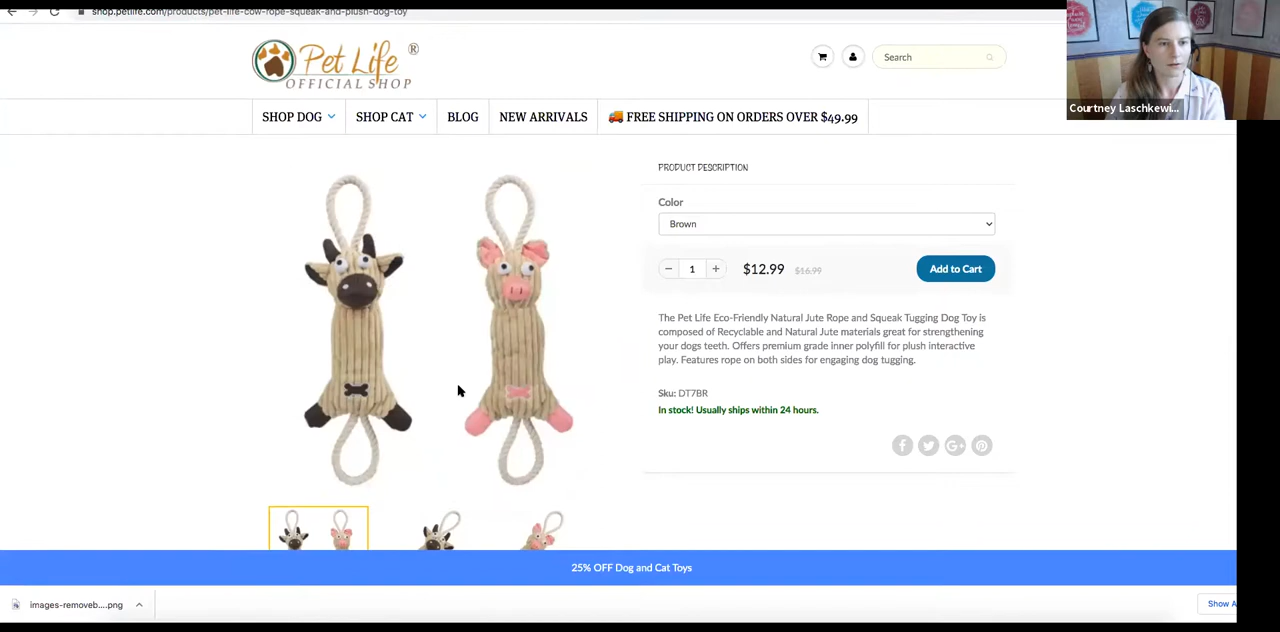 shop.petlife.com/products/pet-life-cow-rope-squeak-and-plush-dog-toy
Pet Life ®
OFFICIAL SHOP
Search
Courtney Laschkewi...
SHOP DOG
SHOP CAT
BLOG
NEW ARRIVALS
FREE SHIPPING ON ORDERS OVER $49.99
PRODUCT DESCRIPTION
Color
Brown
− 1 +
$12.99 $16.99
Add to Cart
The Pet Life Eco-Friendly Natural Jute Rope and Squeak Tugging Dog Toy is
composed of Recyclable and Natural Jute materials great for strengthening
your dogs teeth. Offers premium grade inner polyfill for plush interactive
play. Features rope on both sides for engaging dog tugging.
Sku: DT7BR
In stock! Usually ships within 24 hours.
25% OFF Dog and Cat Toys
images-removeb....png
Show A